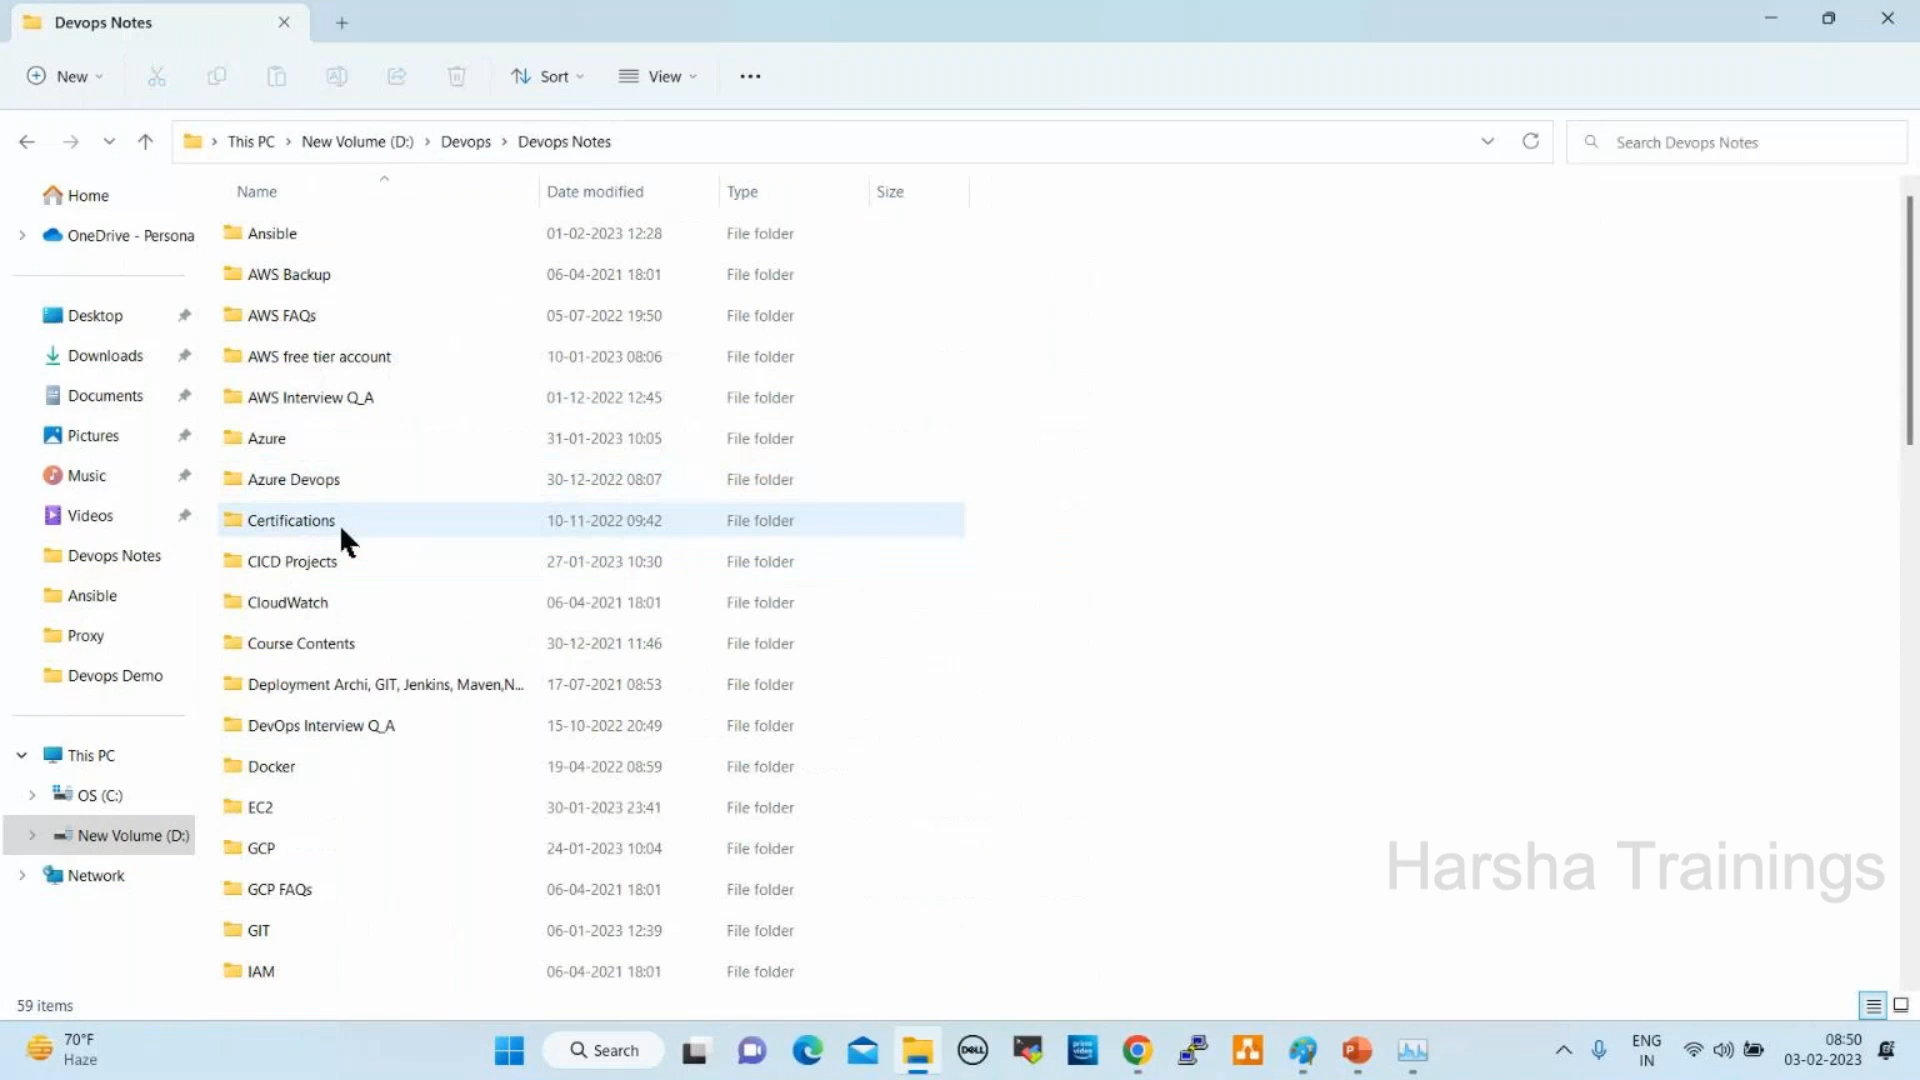 Devops Notes
New
Sort
View
This PC
New Volume (D:)
Devops
Devops Notes
Search Devops Notes
Name
Date modified
Type
Size
Home
OneDrive - Persona
Desktop
Downloads
Documents
Pictures
Music
Videos
Devops Notes
Ansible
Proxy
Devops Demo
This PC
OS (C:)
New Volume (D:)
Network
Ansible 01-02-2023 12:28 File folder
AWS Backup 06-04-2021 18:01 File folder
AWS FAQs 05-07-2022 19:50 File folder
AWS free tier account 10-01-2023 08:06 File folder
AWS Interview Q_A 01-12-2022 12:45 File folder
Azure 31-01-2023 10:05 File folder
Azure Devops 30-12-2022 08:07 File folder
Certifications 10-11-2022 09:42 File folder
CICD Projects 27-01-2023 10:30 File folder
CloudWatch 06-04-2021 18:01 File folder
Course Contents 30-12-2021 11:46 File folder
Deployment Archi, GIT, Jenkins, Maven,N... 17-07-2021 08:53 File folder
DevOps Interview Q_A 15-10-2022 20:49 File folder
Docker 19-04-2022 08:59 File folder
EC2 30-01-2023 23:41 File folder
GCP 24-01-2023 10:04 File folder
GCP FAQs 06-04-2021 18:01 File folder
GIT 06-01-2023 12:39 File folder
IAM 06-04-2021 18:01 File folder
Harsha Trainings
59 items
70°F
Haze
Search
DELL
prime video
ENG
IN
08:50
03-02-2023